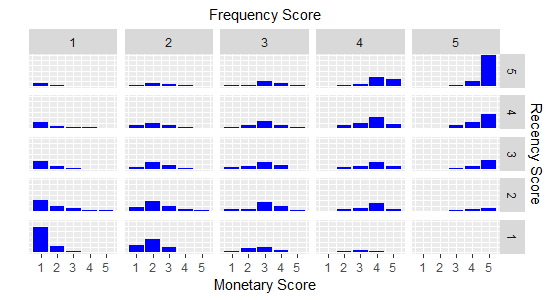 Frequency Score
1 2 3 4 5
5
4
3
2
1
Recency Score
1 2 3 4 5 1 2 3 4 5 1 2 3 4 5 1 2 3 4 5 1 2 3 4 5
Monetary Score